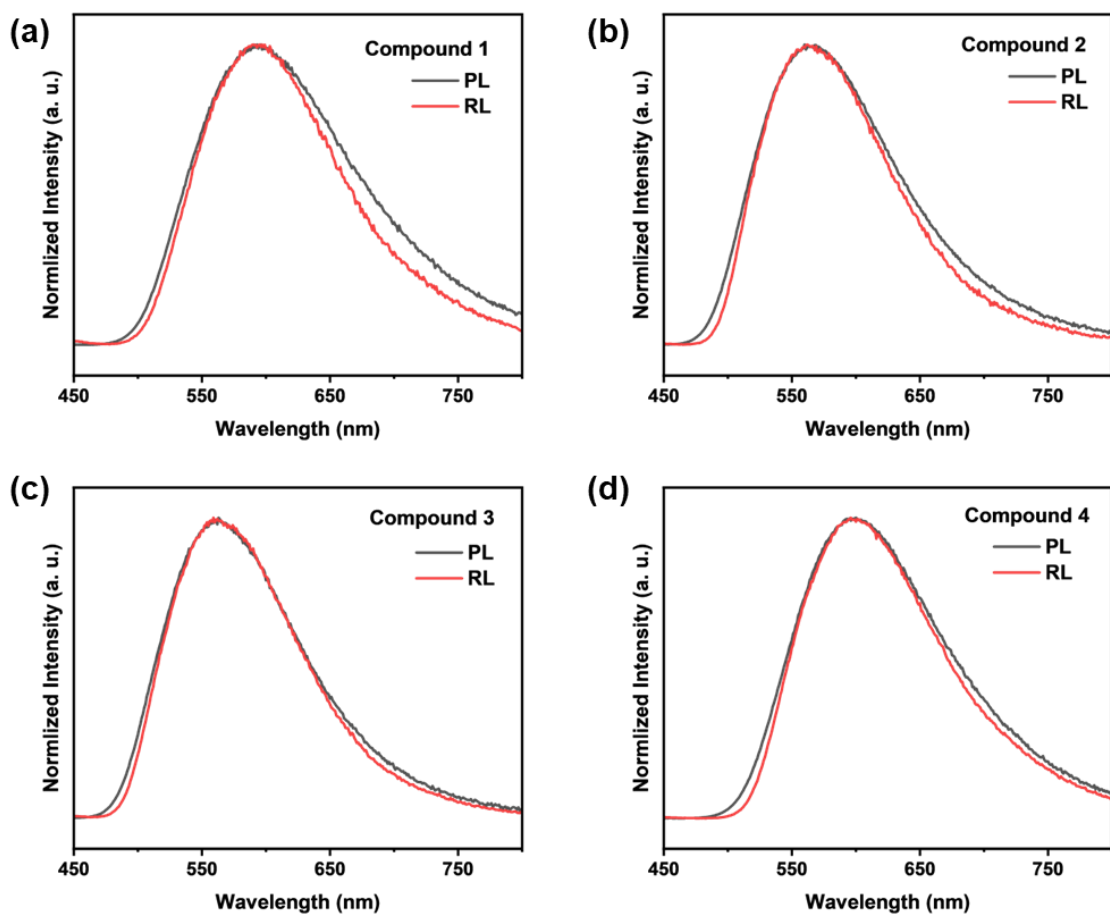 (a)
Compound 1
PL
RL
Normlized Intensity (a. u.)
450 550 650 750
Wavelength (nm)
(b)
Compound 2
PL
RL
Normlized Intensity (a. u.)
450 550 650 750
Wavelength (nm)
(c)
Compound 3
PL
RL
Normlized Intensity (a. u.)
450 550 650 750
Wavelength (nm)
(d)
Compound 4
PL
RL
Normlized Intensity (a. u.)
450 550 650 750
Wavelength (nm)